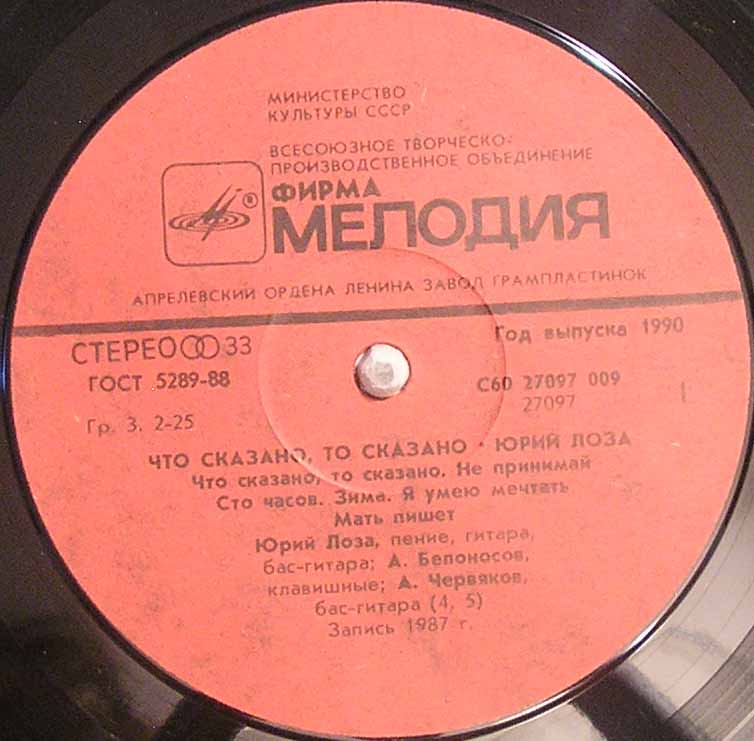 МИНИСТЕРСТВО
КУЛЬТУРЫ СССР
ВСЕСОЮЗНОЕ ТВОРЧЕСКО-
ПРОИЗВОДСТВЕННОЕ ОБЪЕДИНЕНИЕ
ФИРМА
МЕЛОДИЯ
АПРЕЛЕВСКИЙ ОРДЕНА ЛЕНИНА ЗАВОД ГРАМПЛАСТИНОК
СТЕРЕО 33
Год выпуска 1990
ГОСТ 5289-88
С60 27097 009
27097
Гр. 3. 2-25
ЧТО СКАЗАНО, ТО СКАЗАНО · ЮРИЙ ЛОЗА
Что сказано, то сказано. Не принимай
Сто часов. Зима. Я умею мечтать
Мать пишет
Юрий Лоза, пение, гитара,
бас-гитара; А. Белоносов,
клавишные; А. Червяков,
бас-гитара (4, 5)
Запись 1987 г.